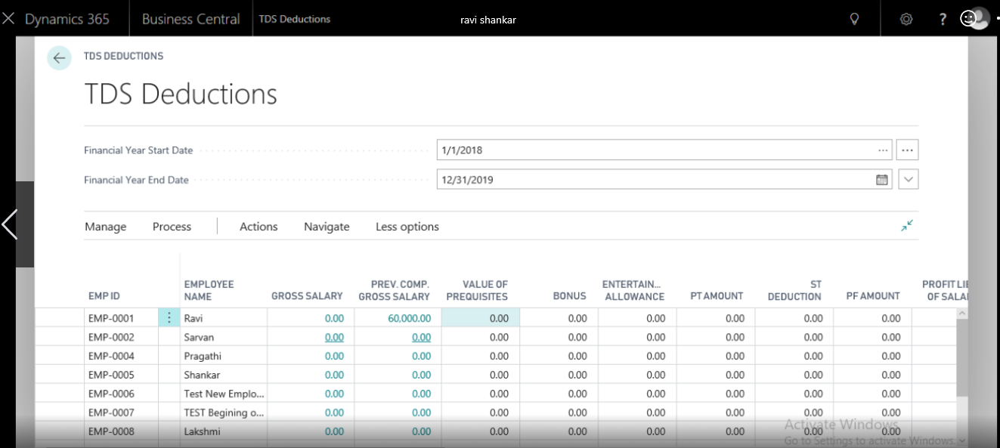 Dynamics 365 Business Central TDS Deductions ravi shankar ?
TDS DEDUCTIONS
TDS Deductions
Financial Year Start Date 1/1/2018
Financial Year End Date 12/31/2019
Manage Process Actions Navigate Less options
EMP ID EMPLOYEE NAME GROSS SALARY PREV. COMP. GROSS SALARY VALUE OF PREQUISITES BONUS ENTERTAIN... ALLOWANCE PT AMOUNT ST DEDUCTION PF AMOUNT PROFIT LIE OF SALA
EMP-0001 Ravi 0.00 60,000.00 0.00 0.00 0.00 0.00 0.00 0.00
EMP-0002 Sarvan 0.00 0.00 0.00 0.00 0.00 0.00 0.00 0.00
EMP-0004 Pragathi 0.00 0.00 0.00 0.00 0.00 0.00 0.00 0.00
EMP-0005 Shankar 0.00 0.00 0.00 0.00 0.00 0.00 0.00 0.00
EMP-0006 Test New Emplo... 0.00 0.00 0.00 0.00 0.00 0.00 0.00 0.00
EMP-0007 TEST Begining o... 0.00 0.00 0.00 0.00 0.00 0.00 0.00 0.00
EMP-0008 Lakshmi 0.00 0.00 0.00 0.00 0.00 0.00 0.00 0.00
Activate Windows
Go to Settings to activate Windows.